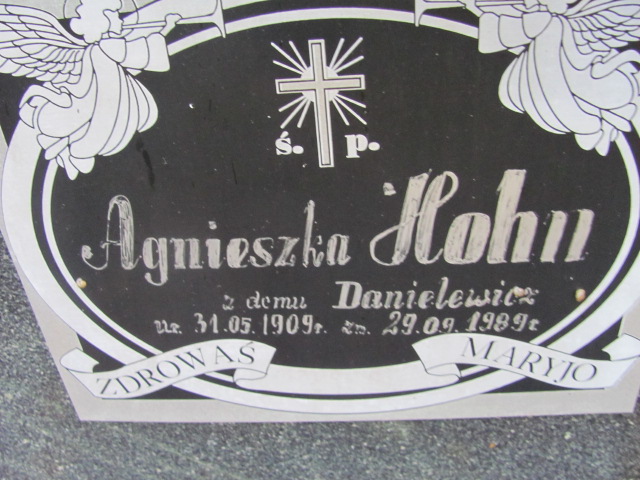 ś. p.
Agnieszka Hohn
z domu Danielewicz
ur. 31.05.1909r. zm. 29.09.1989r
ZDROWAŚ MARYJO